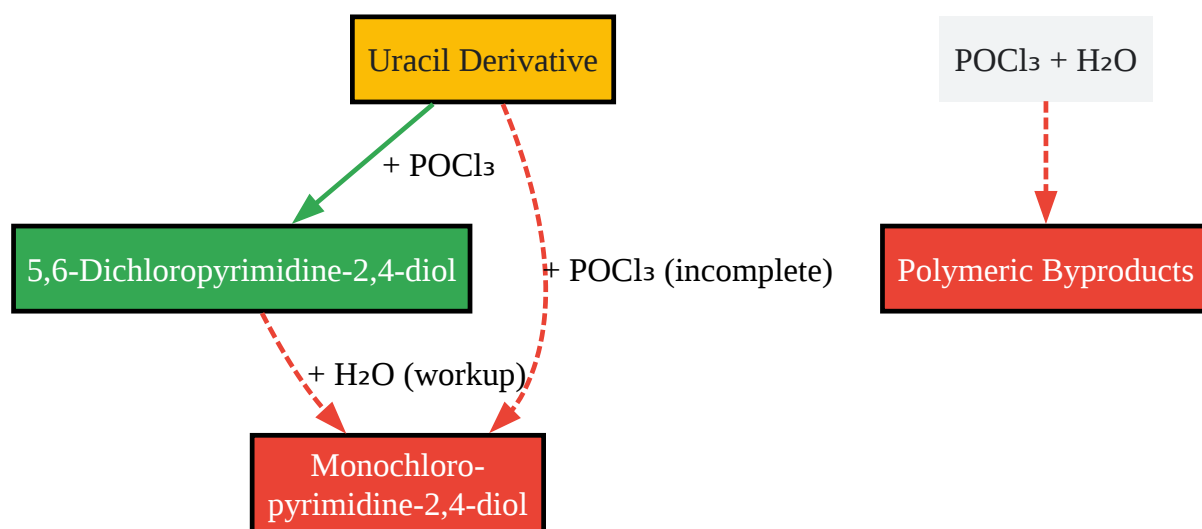 Uracil Derivative
POCl₃ + H₂O
+ POCl₃
5,6-Dichloropyrimidine-2,4-diol
+ POCl₃ (incomplete)
Polymeric Byproducts
+ H₂O (workup)
Monochloro-
pyrimidine-2,4-diol